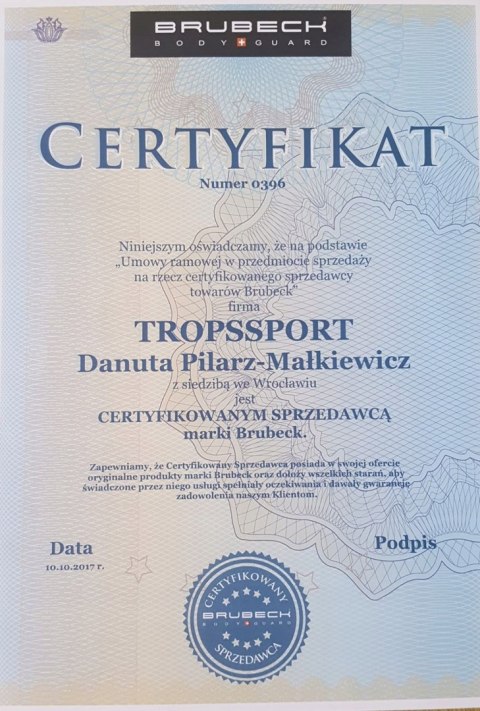 BRUBECK
BODY GUARD
CERTYFIKAT
Numer 0396
Niniejszym oświadczamy, że na podstawie
„Umowy ramowej w przedmiocie sprzedaży
na rzecz certyfikowanego sprzedawcy
towarów Brubeck”
firma
TROPSSPORT
Danuta Pilarz-Małkiewicz
z siedzibą we Wrocławiu
jest
CERTYFIKOWANYM SPRZEDAWCĄ
marki Brubeck.
Zapewniamy, że Certyfikowany Sprzedawca posiada w swojej ofercie
oryginalne produkty marki Brubeck oraz dołoży wszelkich starań, aby
świadczone przez niego usługi spełniały oczekiwania i dawały gwarancję
zadowolenia naszym Klientom.
Data
Podpis
10.10.2017 r.
CERTYFIKOWANY
BRUBECK
BODY GUARD
SPRZEDAWCA